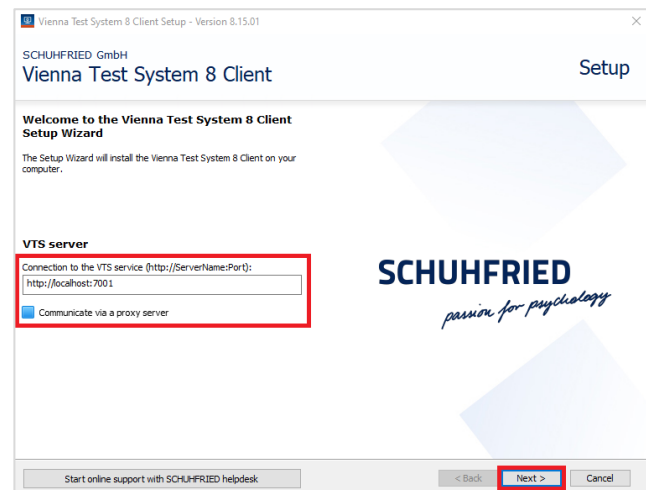 Vienna Test System 8 Client Setup - Version 8.15.01
SCHUHFRIED GmbH
Vienna Test System 8 Client
Setup
Welcome to the Vienna Test System 8 Client
Setup Wizard
The Setup Wizard will install the Vienna Test System 8 Client on your
computer.
VTS server
Connection to the VTS service (http://ServerName:Port):
http://localhost:7001
Communicate via a proxy server
SCHUHFRIED
passion for psychology
Start online support with SCHUHFRIED helpdesk
< Back
Next >
Cancel